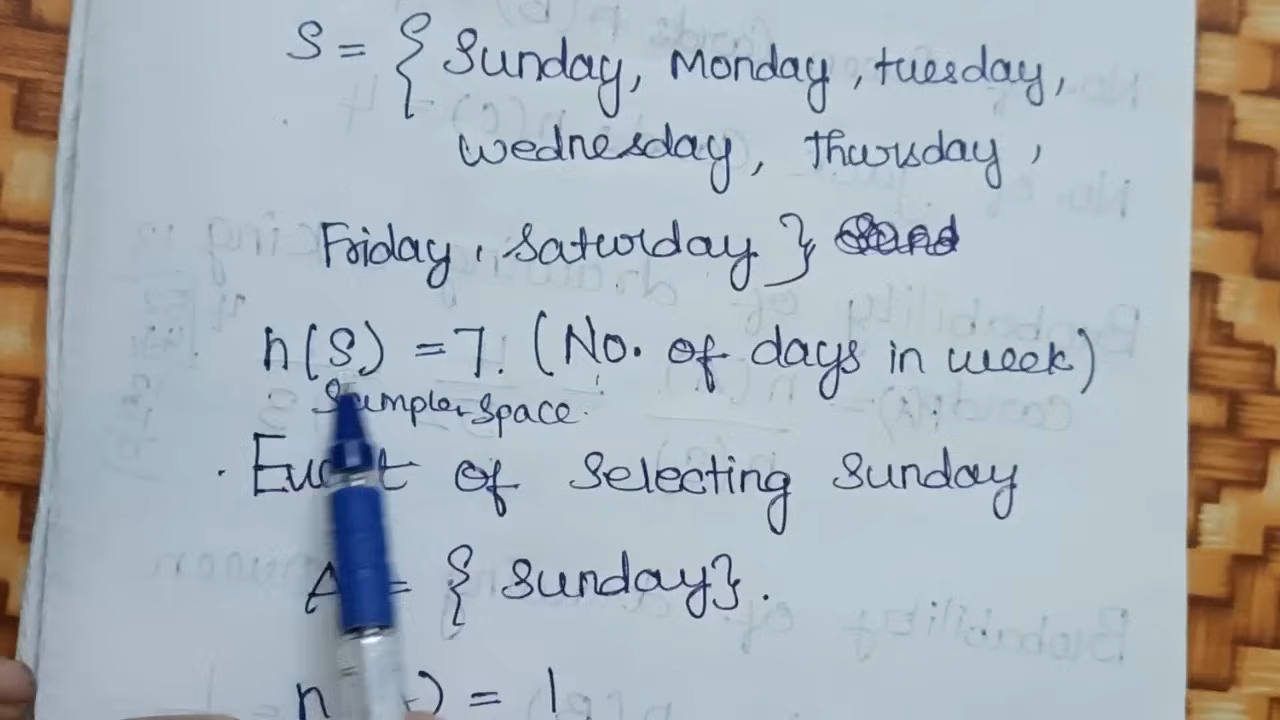 S = { Sunday, Monday, tuesday,
wednesday, thursday,
Friday, Saturday }
n(S) = 7. (No. of days in week)
Sample space.
Event of Selecting Sunday
A = { Sunday}.
n( ) = 1